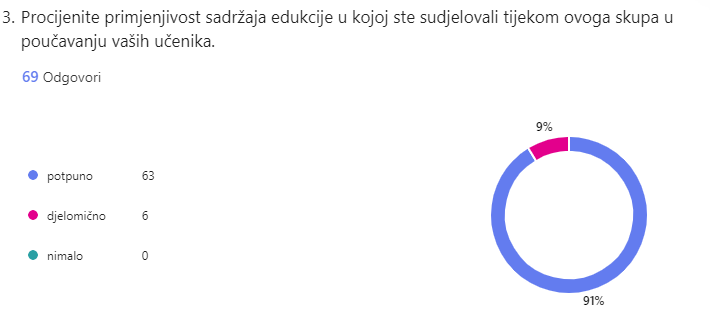 3. Procijenite primjenjivost sadržaja edukcije u kojoj ste sudjelovali tijekom ovoga skupa u
poučavanju vaših učenika.
69 Odgovori
9%
potpuno 63
djelomično 6
nimalo 0
91%